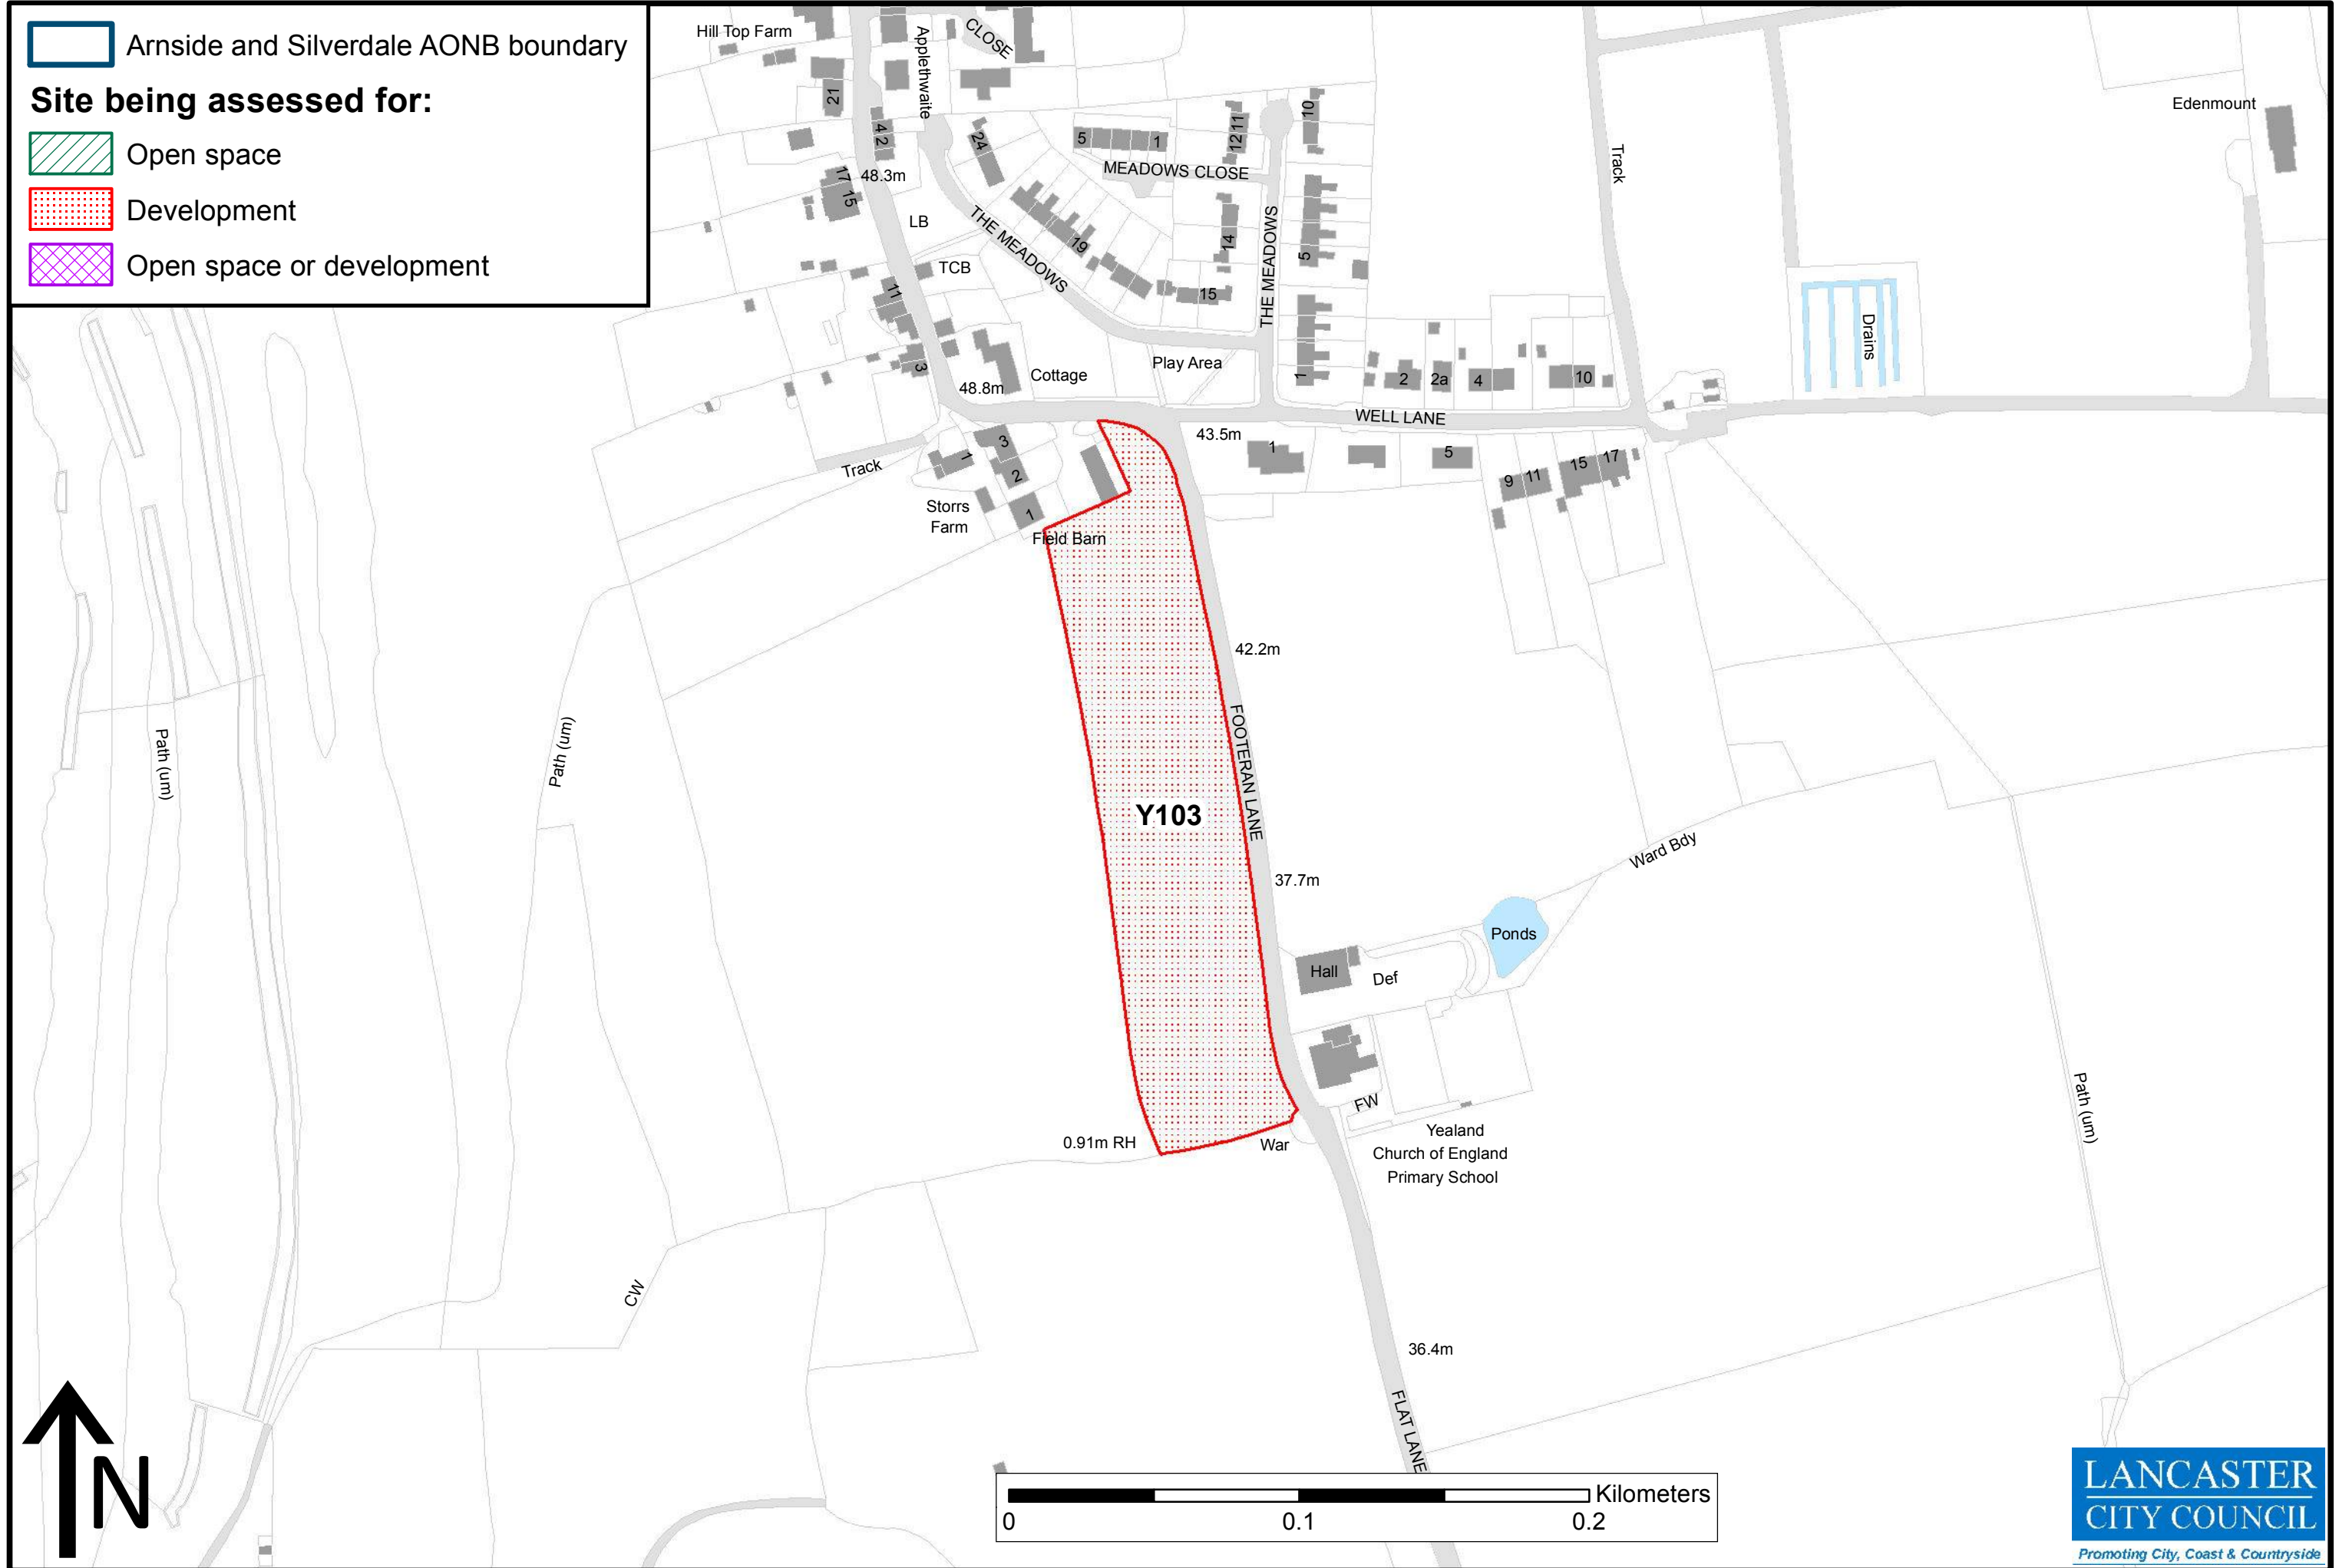 Arnside and Silverdale AONB boundary
Site being assessed for:
Open space
Development
Open space or development
Hill Top Farm
Applethwaite
CLOSE
Edenmount
21
42
24
5
1
12 11
10
MEADOWS CLOSE
Track
17
15
48.3m
LB
THE MEADOWS
19
14
THE MEADOWS
5
TCB
11
15
Drains
3
48.8m
Cottage
Play Area
1
2
2a
4
10
WELL LANE
43.5m
1
5
3
1
2
Track
9
11
15
17
Storrs
Farm
1
Field Barn
42.2m
Path (um)
Path (um)
FOOTERAN LANE
Y103
Ward Bdy
37.7m
Ponds
Hall
Def
FW
Path (um)
0.91m RH
War
Yealand
Church of England
Primary School
CW
36.4m
FLAT LANE
N
Kilometers
0
0.1
0.2
LANCASTER
CITY COUNCIL
Promoting City, Coast & Countryside